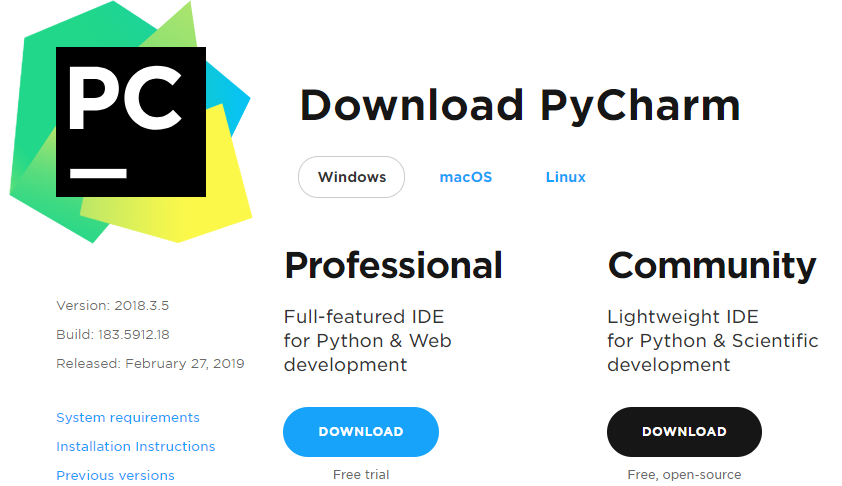 PC
Download PyCharm
Windows
macOS
Linux
Version: 2018.3.5
Build: 183.5912.18
Released: February 27, 2019
System requirements
Installation Instructions
Previous versions
Professional
Full-featured IDE
for Python & Web
development
DOWNLOAD
Free trial
Community
Lightweight IDE
for Python & Scientific
development
DOWNLOAD
Free, open-source